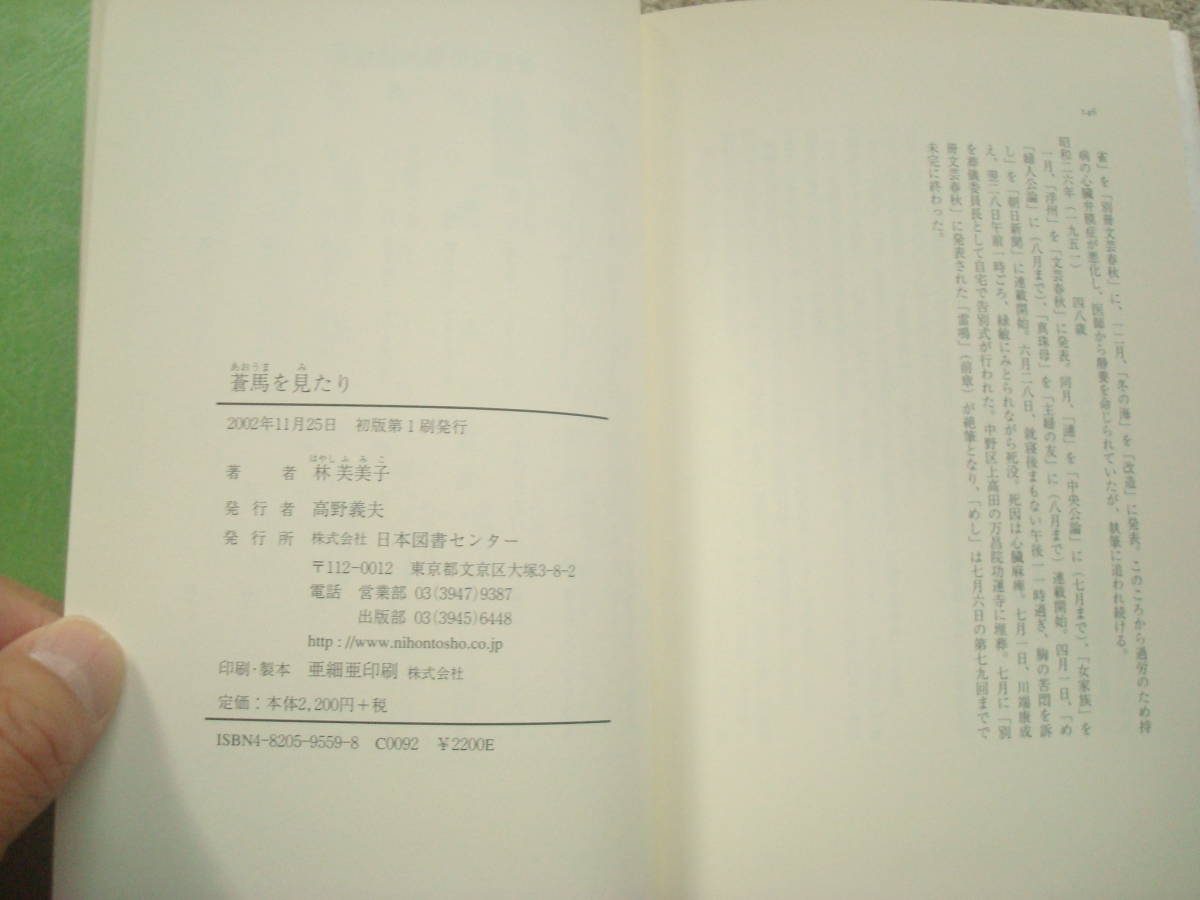 146
雀」を「別冊文芸春秋」に、一二月、「冬の海」を「改造」に発表。このころから過労のため持
病の心臓弁膜症が悪化し、医師から静養を命じられていたが、執筆に追われ続ける。
昭和二六年（一九五一）　四八歳
一月、「浮洲」を「文芸春秋」に発表。同月、「漣」を「中央公論」に（七月まで）、「女家族」を
「婦人公論」に（八月まで）、「真珠母」を「主婦の友」に（八月まで）連載開始。四月一日、「め
し」を「朝日新聞」に連載開始。六月二八日、就寝後まもない午後一一時過ぎ、胸の苦悶を訴
え、翌二八日午前一時ごろ、緑敏にみとられながら死没。死因は心臓麻痺。七月一日、川端康成
を葬儀委員長として自宅で告別式が行われた。中野区上高田の万昌院功運寺に埋葬。七月に「別
冊文芸春秋」に発表された「雷鳴」（前章）が絶筆となり、「めし」は七月六日の第九七回までで
未完に終わった。
あおうま　み
蒼馬を見たり
2002年11月25日　初版第1刷発行
はやしふみこ
著　者　林 芙美子
発行者　高野義夫
発行所　株式会社 日本図書センター
〒112-0012　東京都文京区大塚3-8-2
電話　営業部 03(3947)9387
出版部 03(3945)6448
http://www.nihontosho.co.jp
印刷・製本　亜細亜印刷 株式会社
定価：本体2,200円+税
ISBN4-8205-9559-8　C0092　¥2200E